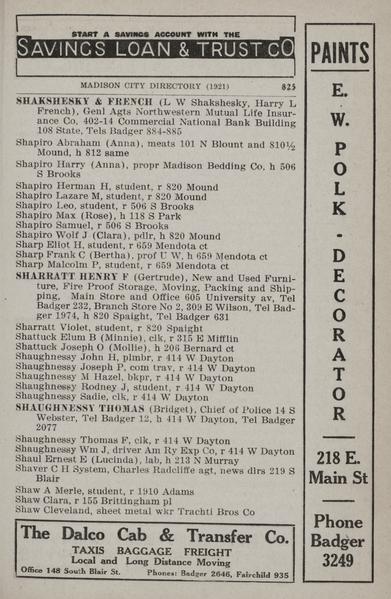 START A SAVINGS ACCOUNT WITH THE
SAVINGS LOAN & TRUST CO
MADISON CITY DIRECTORY (1921) 825
SHAKSHESKY & FRENCH (L W Shakshesky, Harry L
French), Genl Agts Northwestern Mutual Life Insur-
ance Co, 402-14 Commercial National Bank Building
108 State, Tels Badger 884-885
Shapiro Abraham (Anna), meats 101 N Blount and 810½
Mound, h 812 same
Shapiro Harry (Anna), propr Madison Bedding Co, h 506
S Brooks
Shapiro Herman H, student, r 820 Mound
Shapiro Lazare M, student, r 820 Mound
Shapiro Leo, student, r 506 S Brooks
Shapiro Max (Rose), h 118 S Park
Shapiro Samuel, r 506 S Brooks
Shapiro Wolf J (Clara), pdlr, h 820 Mound
Sharp Eliot H, student, r 659 Mendota ct
Sharp Frank C (Bertha), prof U W, h 659 Mendota ct
Sharp Malcolm P, student, r 659 Mendota ct
SHARRATT HENRY F (Gertrude), New and Used Furni-
ture, Fire Proof Storage, Moving, Packing and Ship-
ping, Main Store and Office 605 University av, Tel
Badger 232, Branch Store No 2, 309 E Wilson, Tel Bad-
ger 1974, h 820 Spaight, Tel Badger 631
Sharratt Violet, student, r 820 Spaight
Shattuck Elum B (Minnie), clk, r 315 E Mifflin
Shattuck Joseph O (Mollie), h 206 Bernard ct
Shaughnessy John H, plmbr, r 414 W Dayton
Shaughnessy Joseph P, com trav, r 414 W Dayton
Shaughnessy M Hazel, bkpr, r 414 W Dayton
Shaughnessy Rodney J, student, r 414 W Dayton
Shaughnessy Sadie, clk, r 414 W Dayton
SHAUGHNESSY THOMAS (Bridget), Chief of Police 14 S
Webster, Tel Badger 12, h 414 W Dayton, Tel Badger
2077
Shaughnessy Thomas F, clk, r 414 W Dayton
Shaughnessy Wm J, driver Am Ry Exp Co, r 414 W Dayton
Shaul Ernest E (Lucinda), lab, h 213 N Murray
Shaver C H System, Charles Radcliffe agt, news dlrs 219 S
Blair
Shaw A Merle, student, r 1910 Adams
Shaw Clara, r 155 Brittingham pl
Shaw Cleveland, sheet metal wkr Trachti Bros Co
The Dalco Cab & Transfer Co.
TAXIS BAGGAGE FREIGHT
Local and Long Distance Moving
Office 148 South Blair St. Phones: Badger 2646, Fairchild 935
PAINTS
E. W. POLK - DECORATOR
218 E.
Main St
Phone
Badger
3249